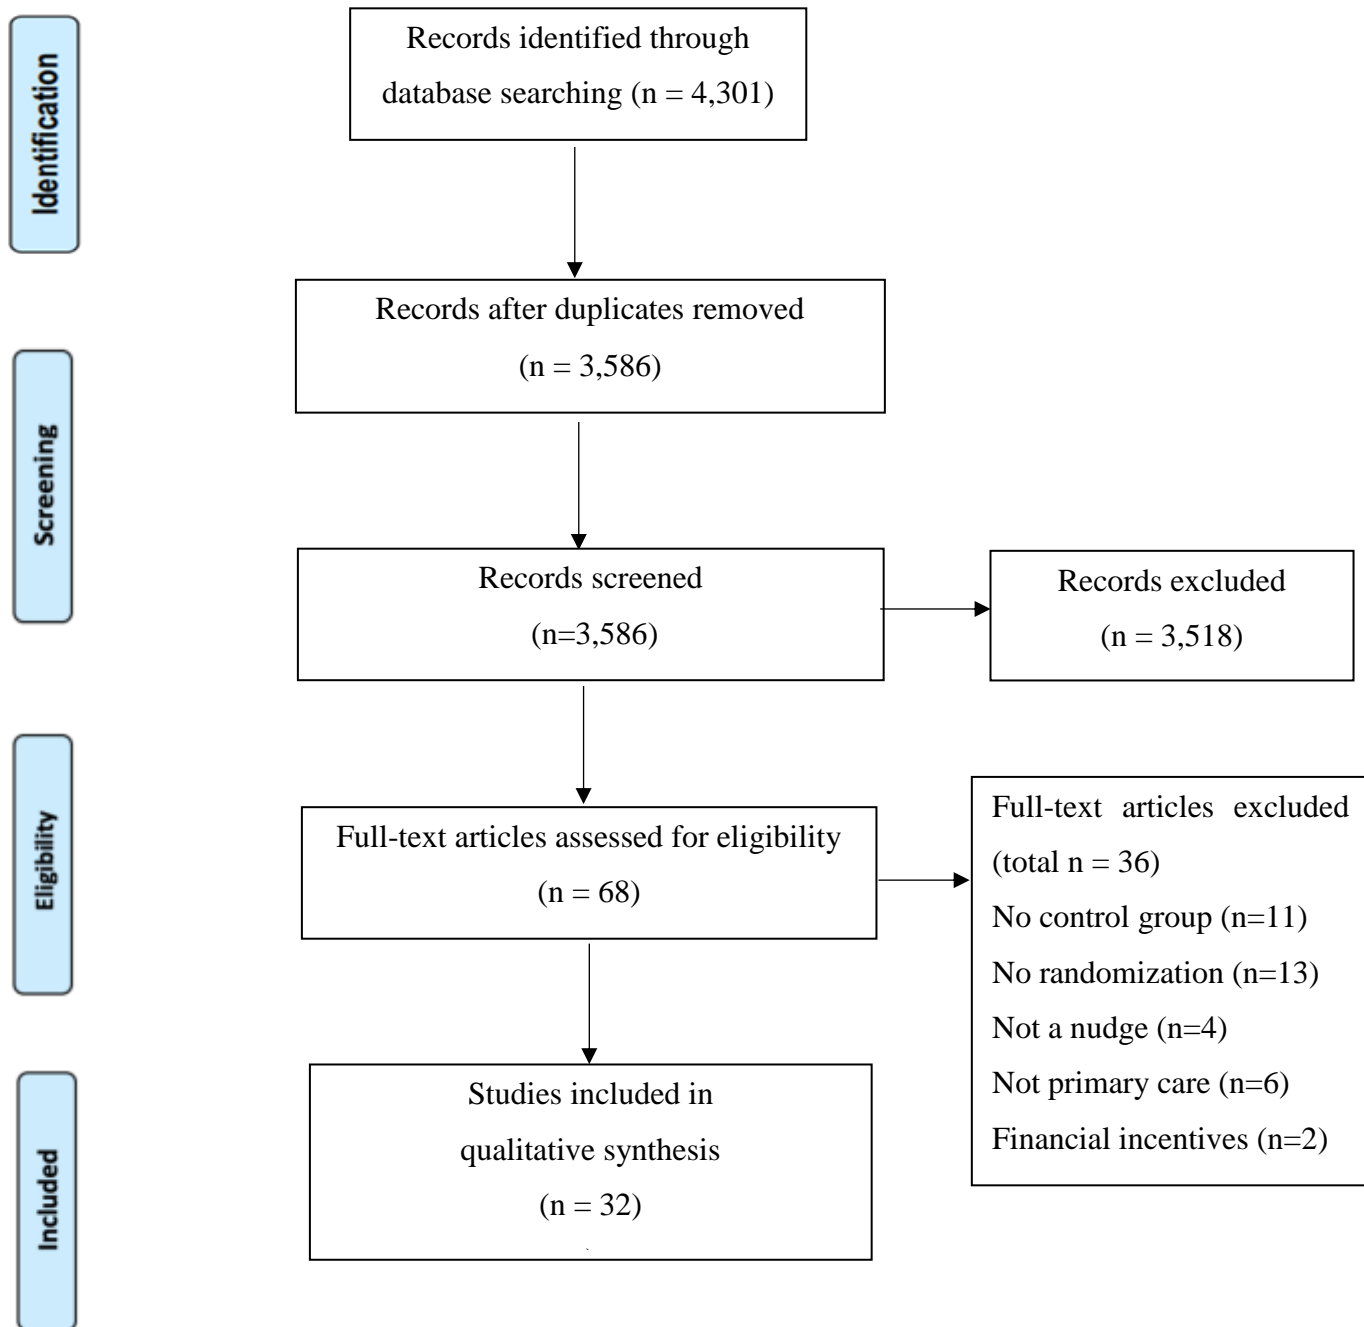 Identification
Records identified through
database searching (n = 4,301)
Records after duplicates removed
(n = 3,586)
Screening
Records screened
(n=3,586)
Records excluded
(n = 3,518)
Eligibility
Full-text articles assessed for eligibility
(n = 68)
Full-text articles excluded
(total n = 36)
No control group (n=11)
No randomization (n=13)
Not a nudge (n=4)
Not primary care (n=6)
Financial incentives (n=2)
Included
Studies included in
qualitative synthesis
(n = 32)